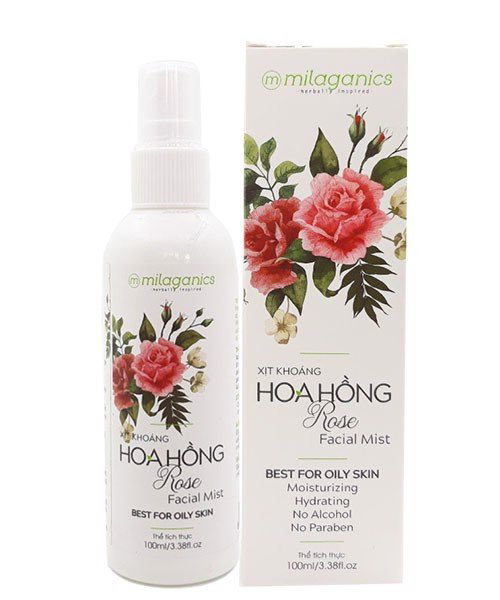 milaganics
herbally inspired
XỊT KHOÁNG
HOA HỒNG
Rose
Facial Mist
BEST FOR OILY SKIN
Thể tích thực
100ml/3.38fl.oz
milaganics
herbally inspired
XỊT KHOÁNG
HOA HỒNG
Rose
Facial Mist
BEST FOR OILY SKIN
Moisturizing
Hydrating
No Alcohol
No Paraben
Thể tích thực
100ml/3.38fl.oz